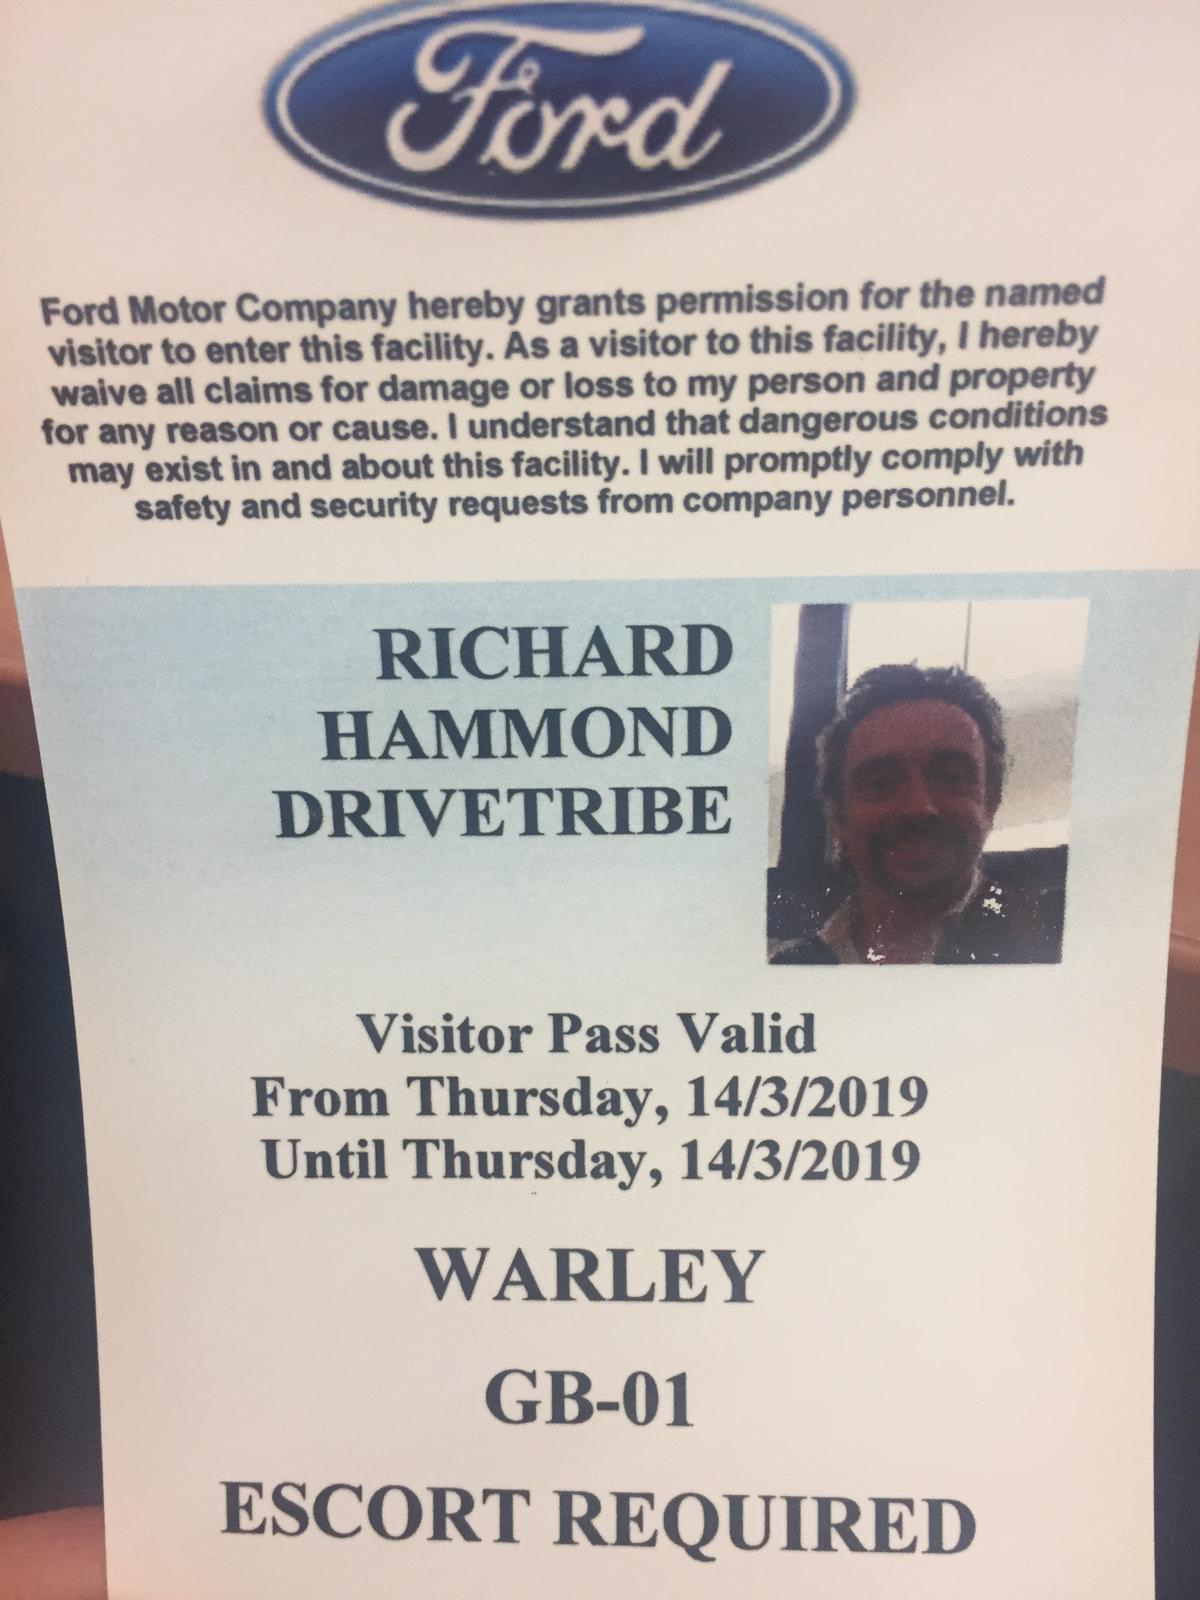 Ford
Ford Motor Company hereby grants permission for the named
visitor to enter this facility. As a visitor to this facility, I hereby
waive all claims for damage or loss to my person and property
for any reason or cause. I understand that dangerous conditions
may exist in and about this facility. I will promptly comply with
safety and security requests from company personnel.
RICHARD
HAMMOND
DRIVETRIBE
Visitor Pass Valid
From Thursday, 14/3/2019
Until Thursday, 14/3/2019
WARLEY
GB-01
ESCORT REQUIRED